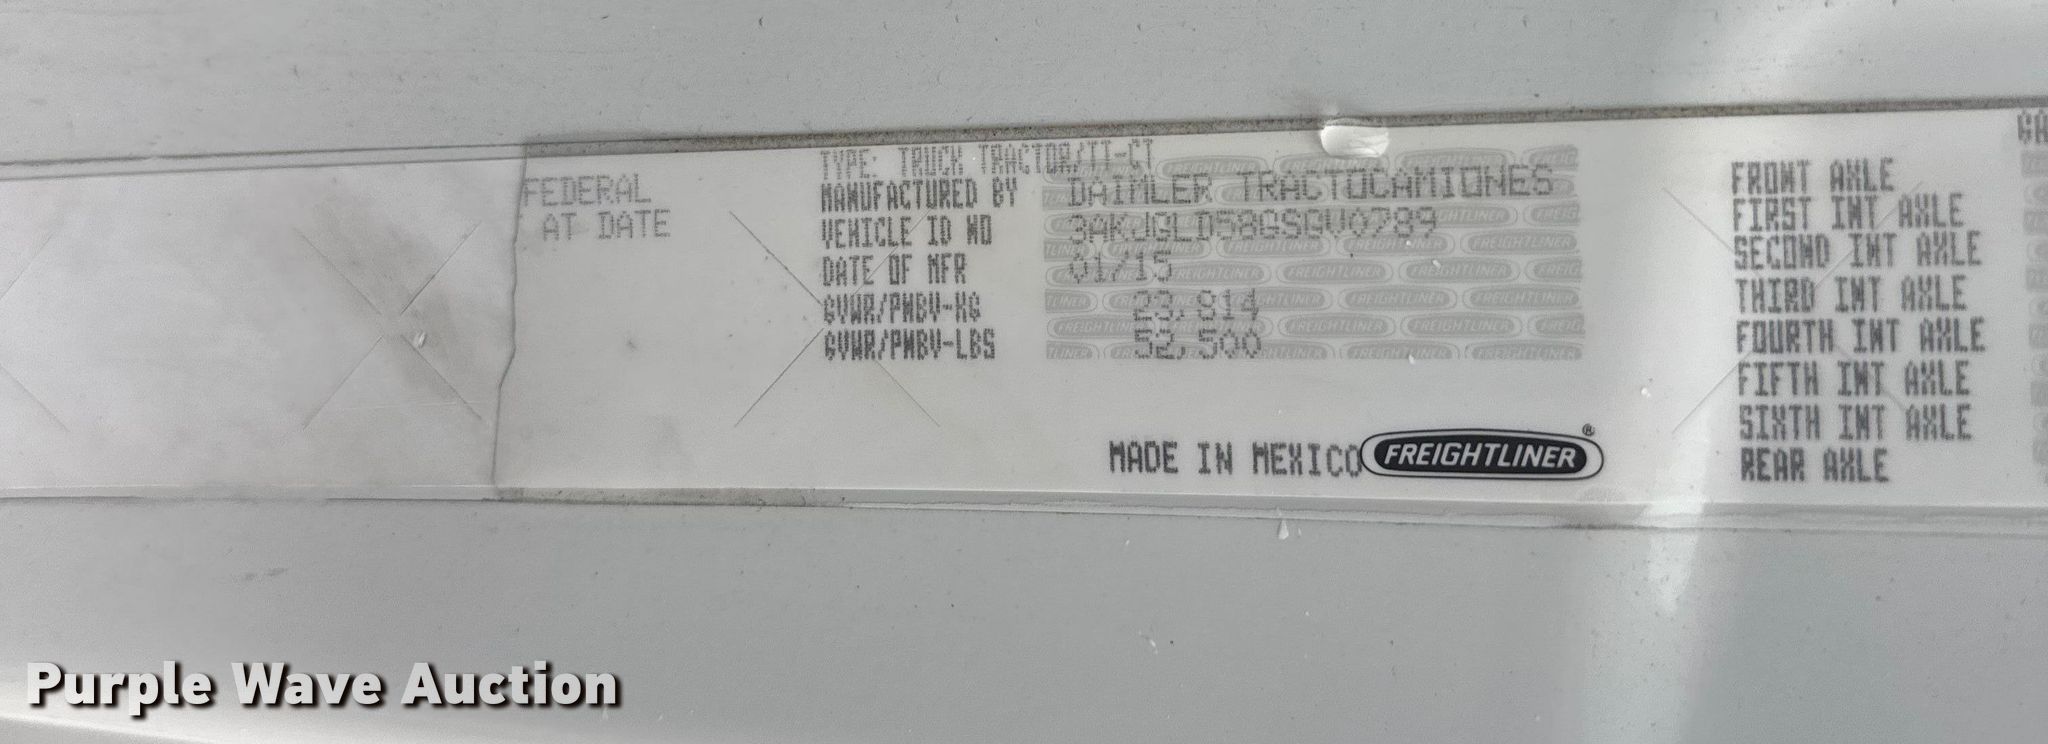 FEDERAL
AT DATE
TYPE: TRUCK TRACTOR/TT-CT
MANUFACTURED BY DAIMLER TRACTOCAMIONES
VEHICLE ID NO 3AKJGLD58GSGV0789
DATE OF MFR 01/15
GVWR/PMBV-KG 23,814
GVWR/PMBV-LBS 52,500
MADE IN MEXICO FREIGHTLINER®
FRONT AXLE
FIRST INT AXLE
SECOND INT AXLE
THIRD INT AXLE
FOURTH INT AXLE
FIFTH INT AXLE
SIXTH INT AXLE
REAR AXLE
GA
Purple Wave Auction